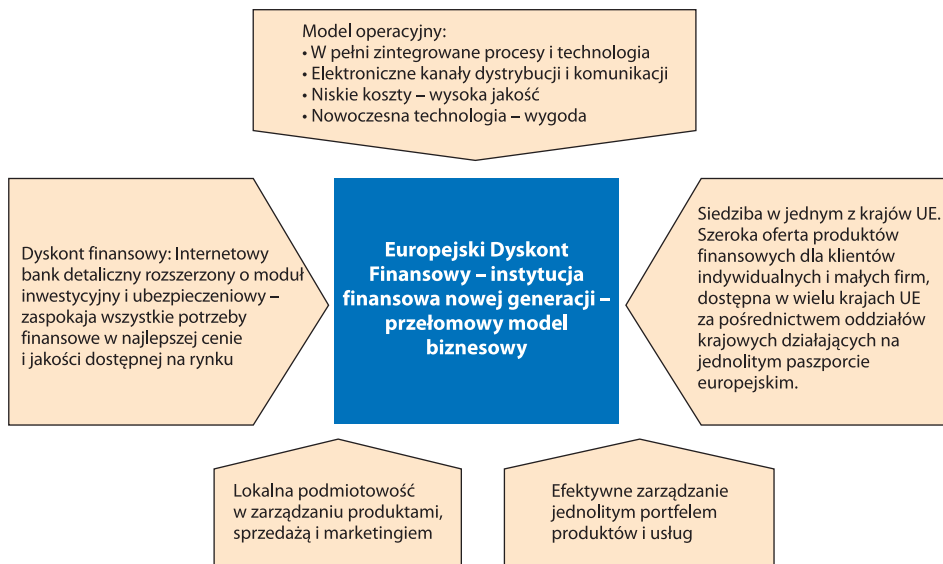 Model operacyjny:
• W pełni zintegrowane procesy i technologia
• Elektroniczne kanały dystrybucji i komunikacji
• Niskie koszty – wysoka jakość
• Nowoczesna technologia – wygoda
Dyskont finansowy: Internetowy
bank detaliczny rozszerzony o moduł
inwestycyjny i ubezpieczeniowy –
zaspokaja wszystkie potrzeby
finansowe w najlepszej cenie
i jakości dostępnej na rynku
Europejski Dyskont
Finansowy – instytucja
finansowa nowej generacji –
przełomowy model
biznesowy
Siedziba w jednym z krajów UE.
Szeroka oferta produktów
finansowych dla klientów
indywidualnych i małych firm,
dostępna w wielu krajach UE
za pośrednictwem oddziałów
krajowych działających na
jednolitym paszporcie
europejskim.
Lokalna podmiotowość
w zarządzaniu produktami,
sprzedażą i marketingiem
Efektywne zarządzanie
jednolitym portfelem
produktów i usług